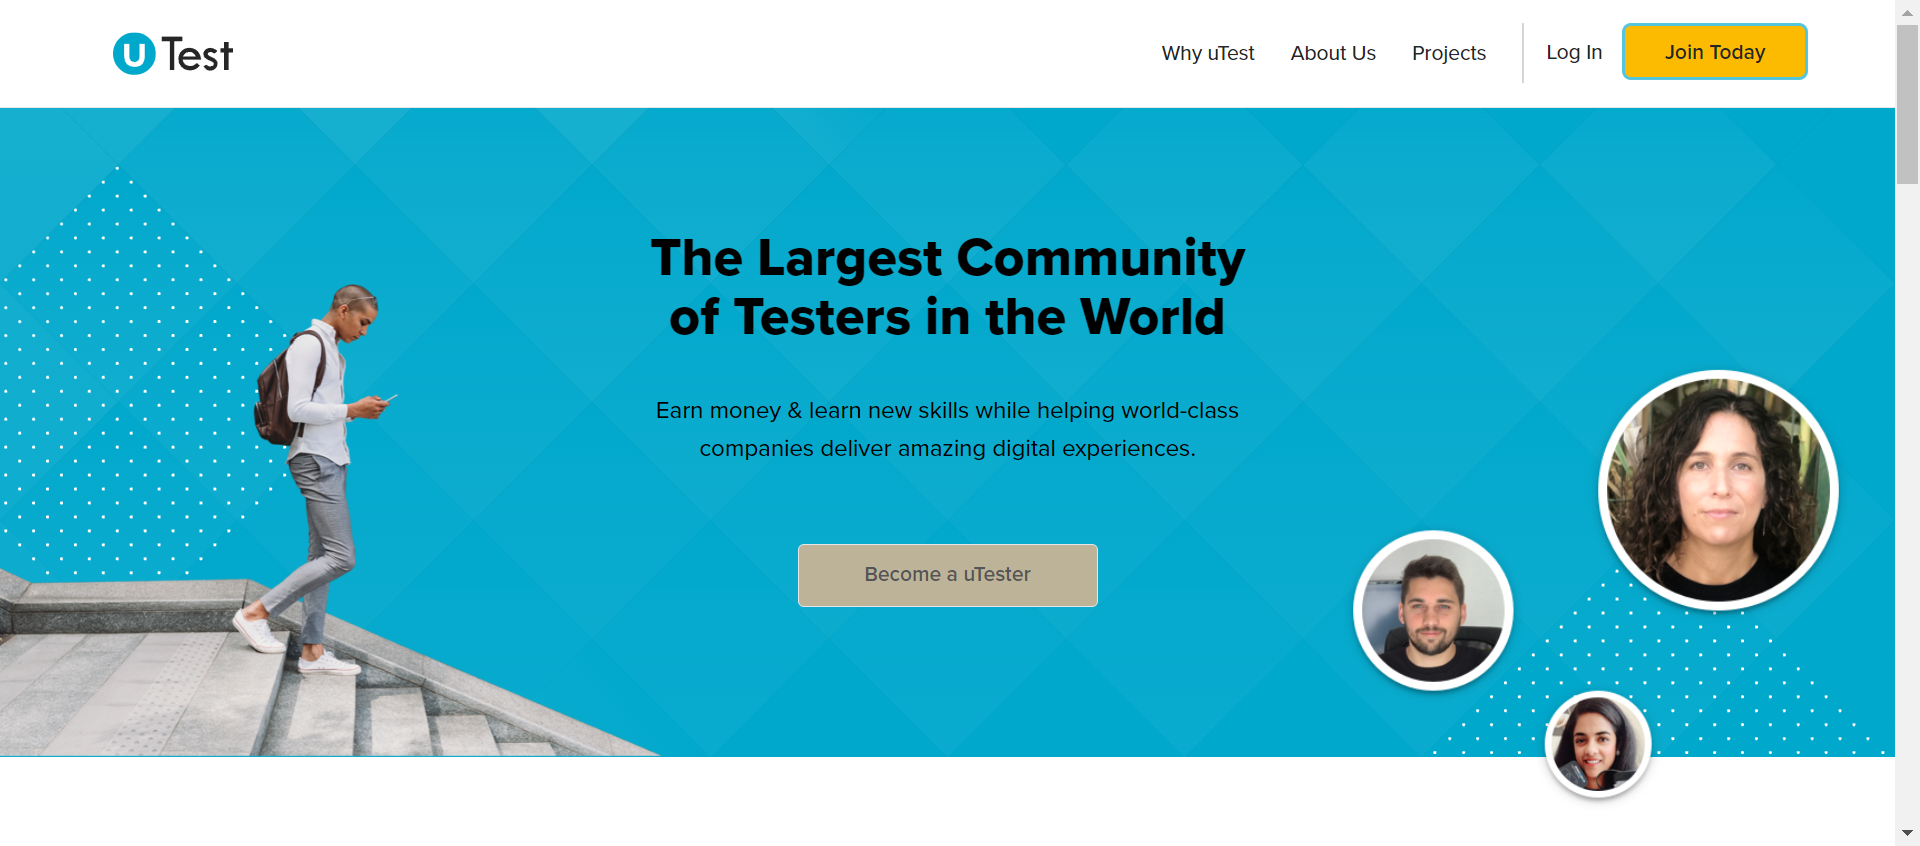 uTest
Why uTest
About Us
Projects
Log In
Join Today
The Largest Community
of Testers in the World
Earn money & learn new skills while helping world-class
companies deliver amazing digital experiences.
Become a uTester